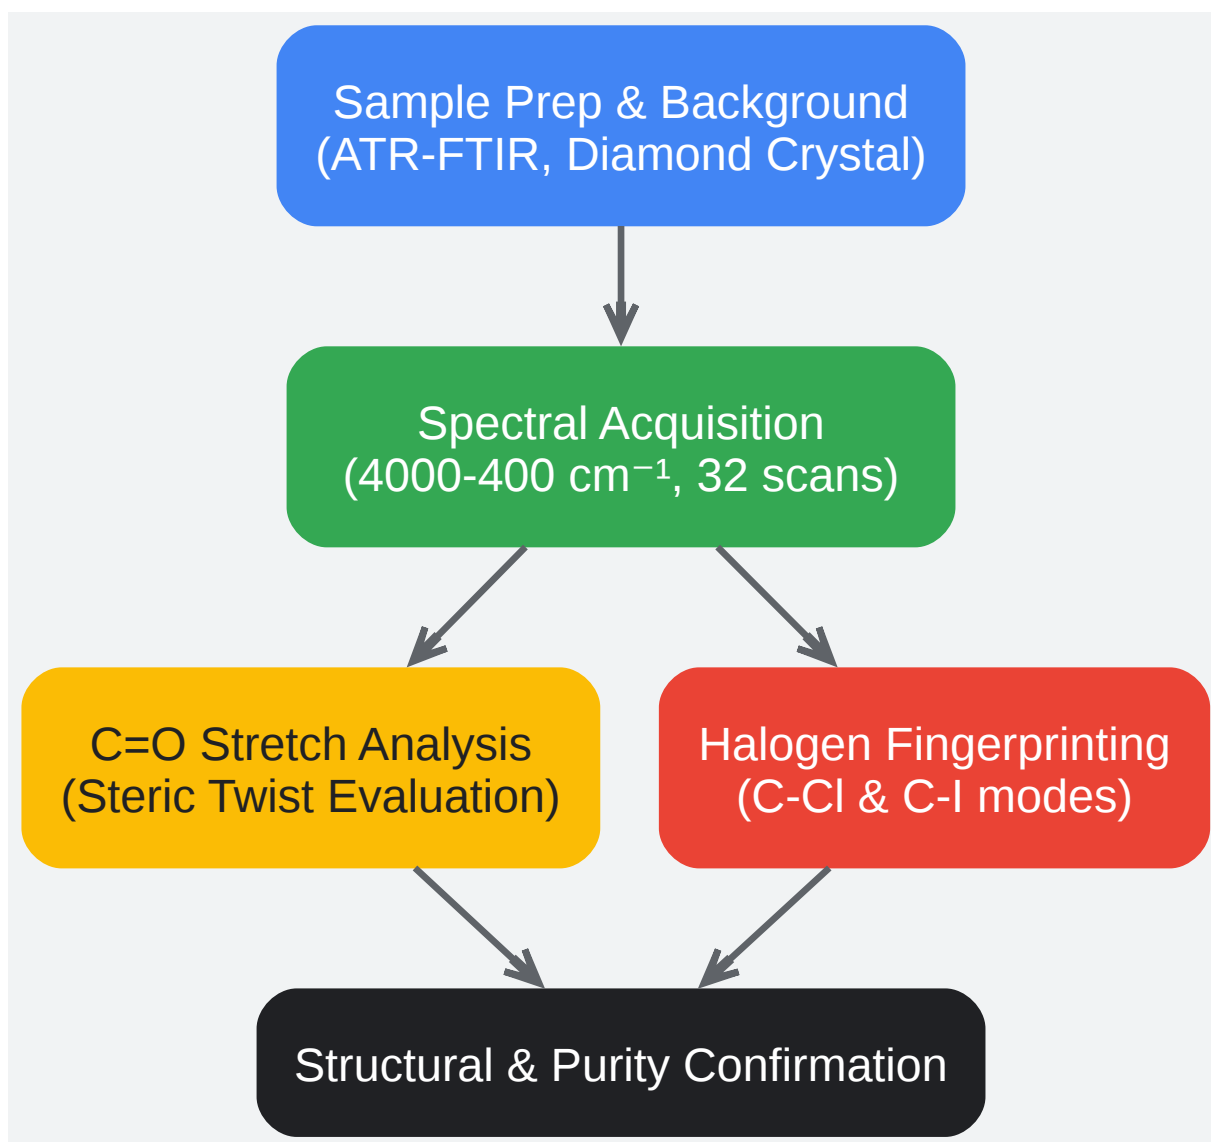 Sample Prep & Background
(ATR-FTIR, Diamond Crystal)
Spectral Acquisition
(4000-400 cm⁻¹, 32 scans)
C=O Stretch Analysis
(Steric Twist Evaluation)
Halogen Fingerprinting
(C-Cl & C-I modes)
Structural & Purity Confirmation